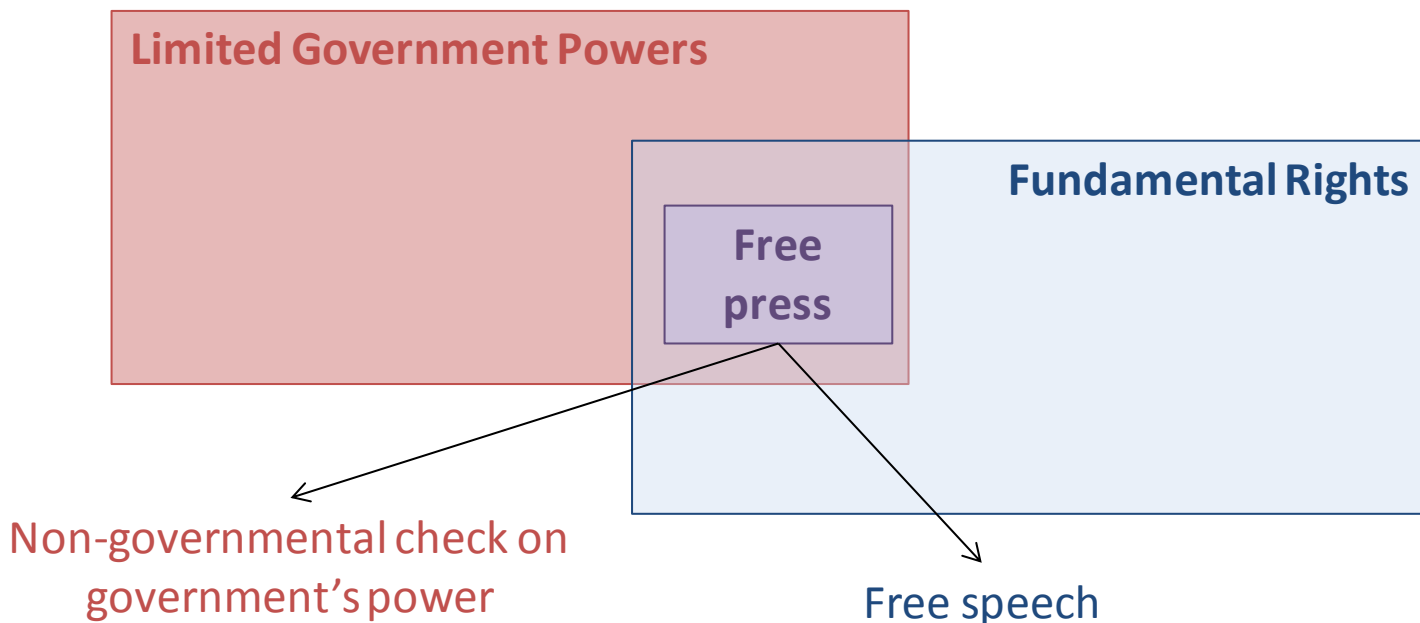 Limited Government Powers
Fundamental Rights
Free
press
Non-governmental check on
government’s power
Free speech